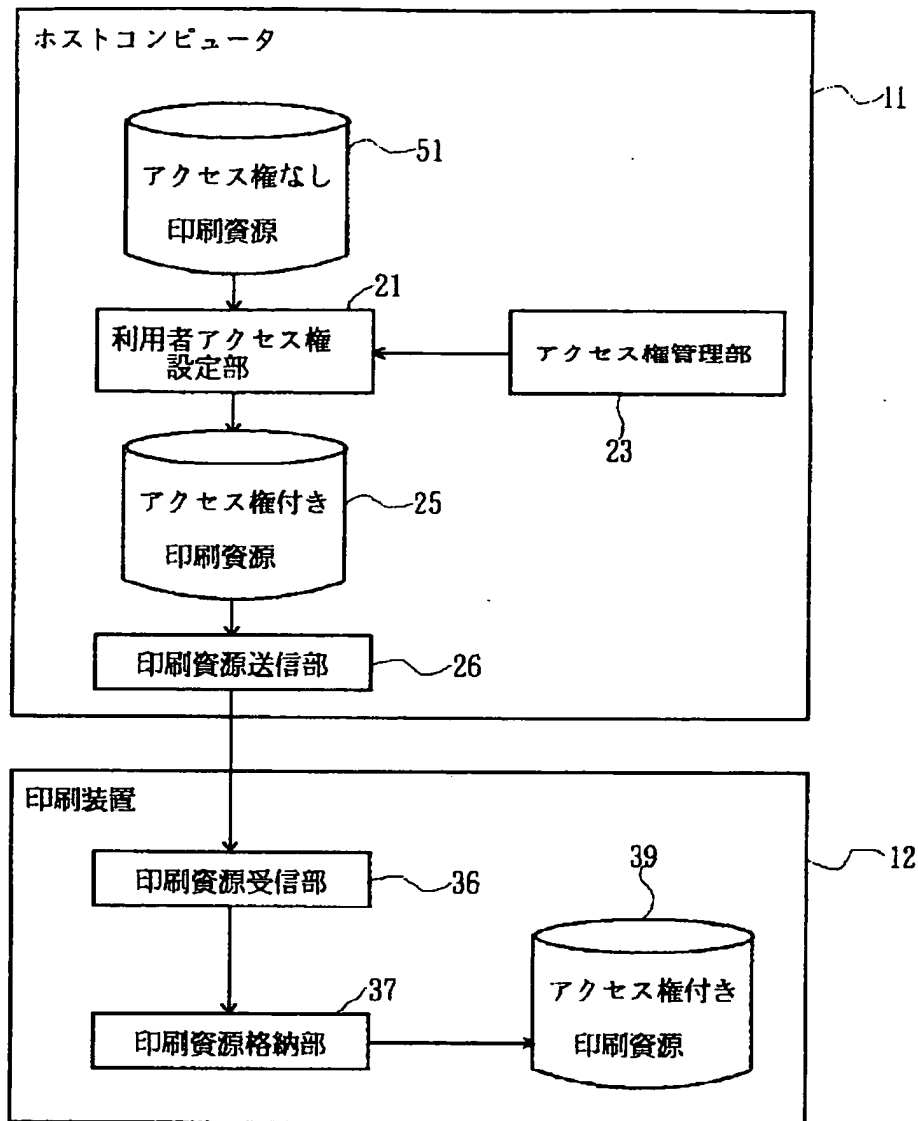 ホストコンピュータ
11
51
アクセス権なし
印刷資源
21
利用者アクセス権
設定部
アクセス権管理部
23
アクセス権付き
印刷資源
25
印刷資源送信部
26
印刷装置
12
印刷資源受信部
36
39
アクセス権付き
印刷資源
37
印刷資源格納部